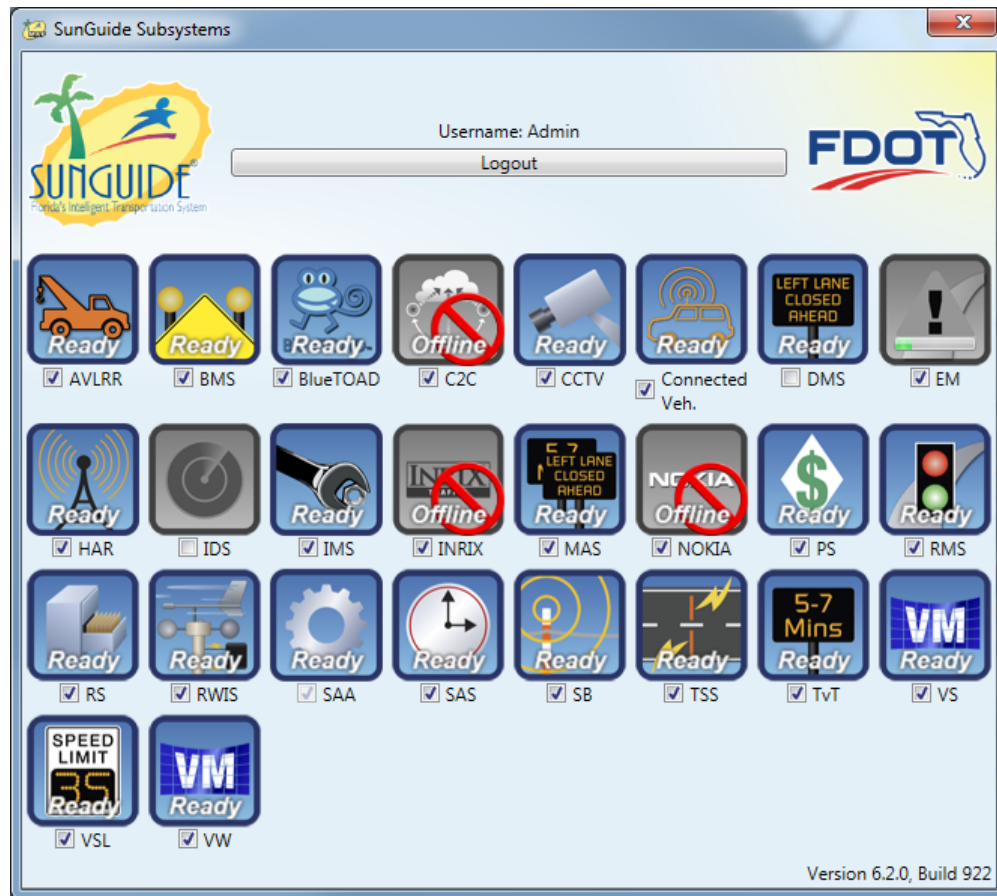 SunGuide Subsystems
SUNGUIDE®
Florida's Intelligent Transportation System
Username: Admin
Logout
FDOT
Ready
Ready
Ready
Offline
Ready
Ready
LEFT LANE
CLOSED
AHEAD
Ready
!
AVLRR
BMS
BlueTOAD
C2C
CCTV
Connected
Veh.
DMS
EM
Ready
Ready
INRIX
Offline
5-7
LEFT LANE
CLOSED
AHEAD
Ready
NOKIA
Offline
$
Ready
Ready
HAR
IDS
IMS
INRIX
MAS
NOKIA
PS
RMS
Ready
Ready
Ready
Ready
Ready
Ready
5-7
Mins
Ready
VM
Ready
RS
RWIS
SAA
SAS
SB
TSS
TvT
VS
SPEED
LIMIT
35
Ready
VM
Ready
VSL
VW
Version 6.2.0, Build 922